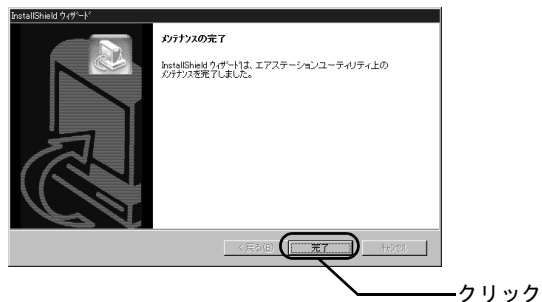 InstallShield ウィザード
メンテナンスの完了
InstallShield ウィザードは、エアステーションユーティリティ上の
メンテナンスを完了しました。
< 戻る(B)
完了
キャンセル
クリック